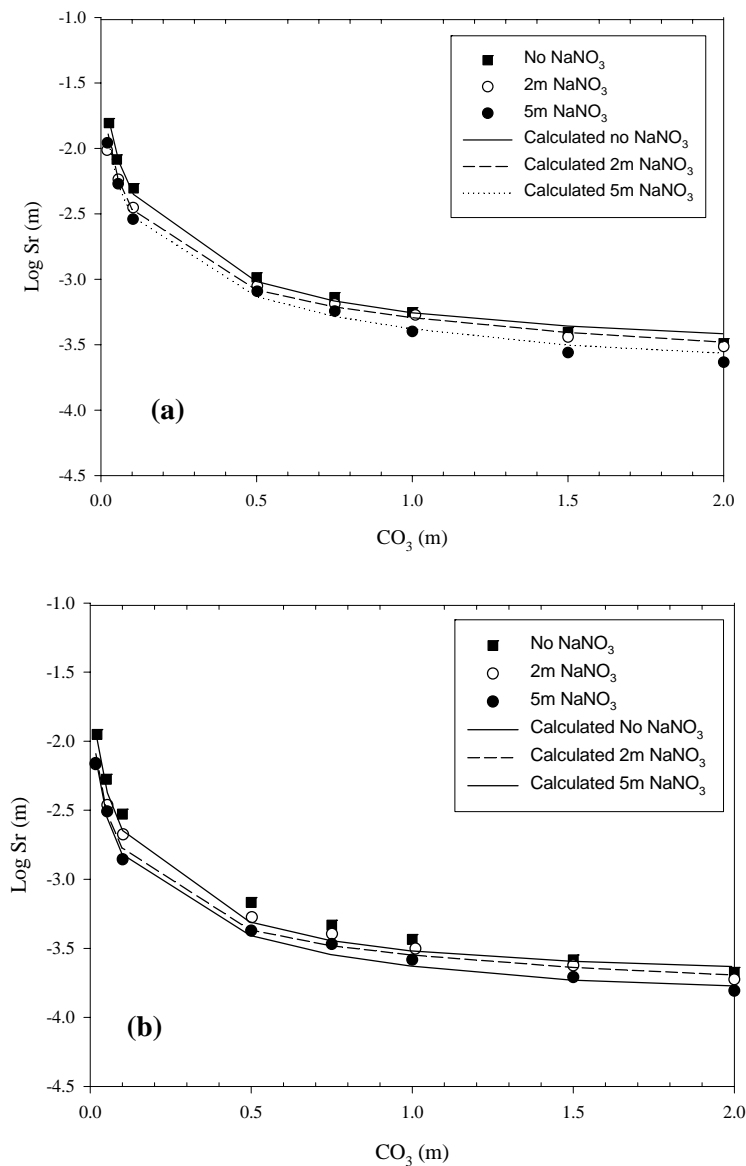 -1.0
-1.5
-2.0
-2.5
-3.0
-3.5
-4.0
-4.5
Log Sr (m)
No NaNO3
2m NaNO3
5m NaNO3
Calculated no NaNO3
Calculated 2m NaNO3
Calculated 5m NaNO3
(a)
0.0 0.5 1.0 1.5 2.0
CO3 (m)
-1.0
-1.5
-2.0
-2.5
-3.0
-3.5
-4.0
-4.5
Log Sr (m)
No NaNO3
2m NaNO3
5m NaNO3
Calculated No NaNO3
Calculated 2m NaNO3
Calculated 5m NaNO3
(b)
0.0 0.5 1.0 1.5 2.0
CO3 (m)